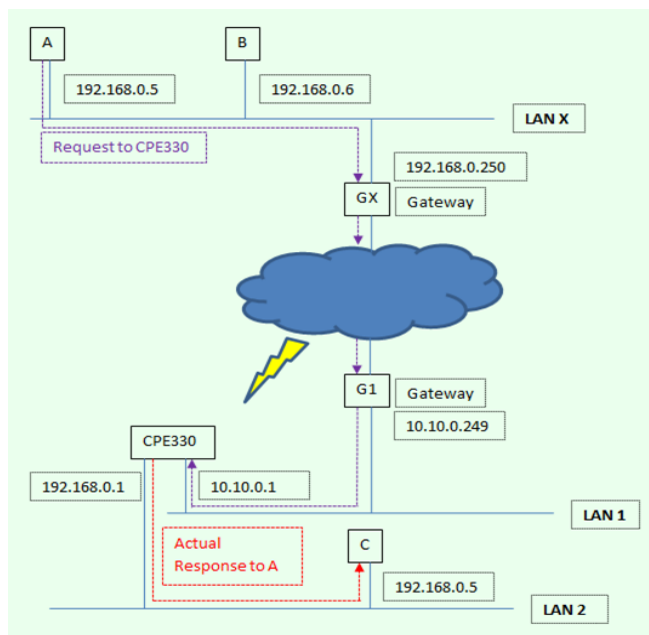 A
B
192.168.0.5
192.168.0.6
LAN X
Request to CPE330
192.168.0.250
GX
Gateway
G1
Gateway
10.10.0.249
CPE330
192.168.0.1
10.10.0.1
LAN 1
Actual
Response to A
C
192.168.0.5
LAN 2